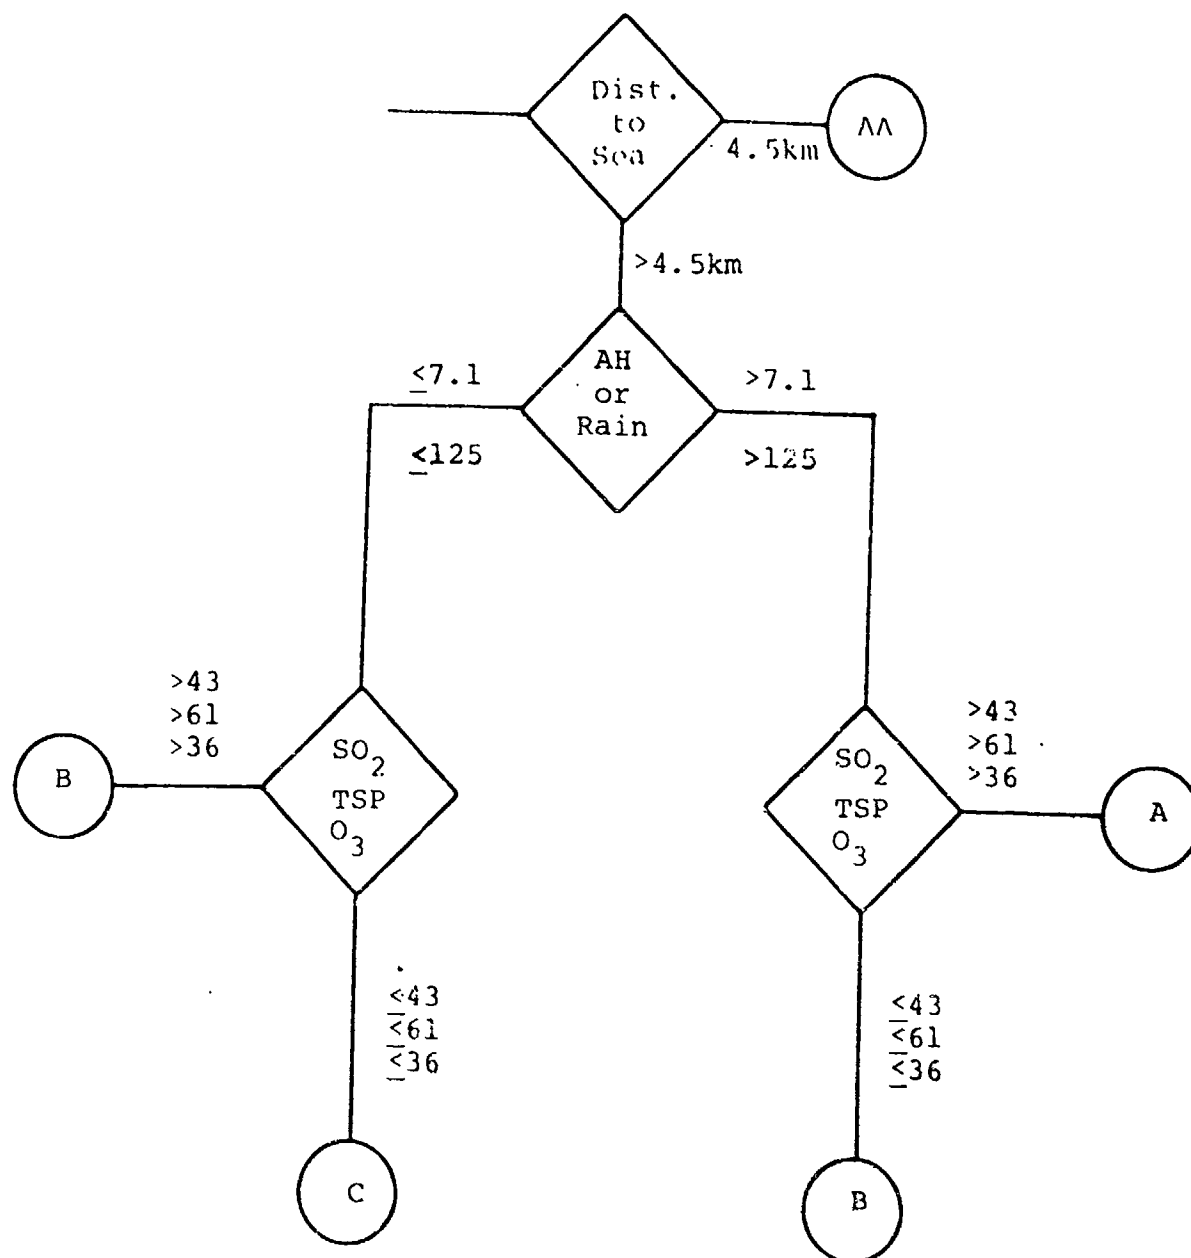 Dist.
to
Sea
AA
4.5km
>4.5km
AH
or
Rain
≤7.1
>7.1
≤125
>125
>43
>61
>36
B
SO2
TSP
O3
>43
>61
>36
SO2
TSP
O3
A
≤43
≤61
≤36
≤43
≤61
≤36
C
B